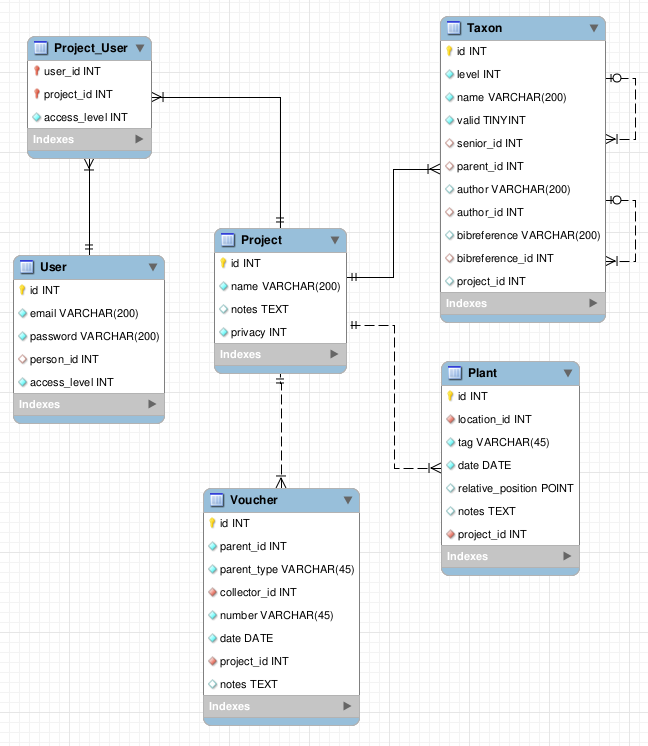 Project_User
user_id INT
project_id INT
access_level INT
Indexes
User
id INT
email VARCHAR(200)
password VARCHAR(200)
person_id INT
access_level INT
Indexes
Project
id INT
name VARCHAR(200)
notes TEXT
privacy INT
Indexes
Voucher
id INT
parent_id INT
parent_type VARCHAR(45)
collector_id INT
number VARCHAR(45)
date DATE
project_id INT
notes TEXT
Indexes
Taxon
id INT
level INT
name VARCHAR(200)
valid TINYINT
senior_id INT
parent_id INT
author VARCHAR(200)
author_id INT
bibreference VARCHAR(200)
bibreference_id INT
project_id INT
Indexes
Plant
id INT
location_id INT
tag VARCHAR(45)
date DATE
relative_position POINT
notes TEXT
project_id INT
Indexes